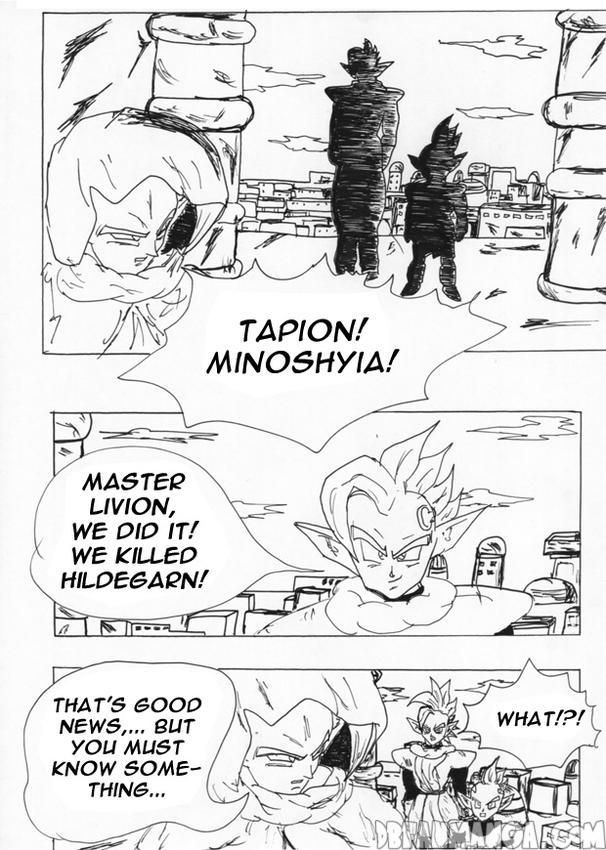 TAPION!
MINOSHYIA!
MASTER
LIVION,
WE DID IT!
WE KILLED
HILDEGARN!
THAT'S GOOD
NEWS,... BUT
YOU MUST
KNOW SOME-
THING...
WHAT!?!
DBFANMANGA.COM